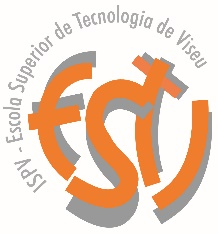 ISPV - Escola Superior de Tecnologia de Viseu
estv